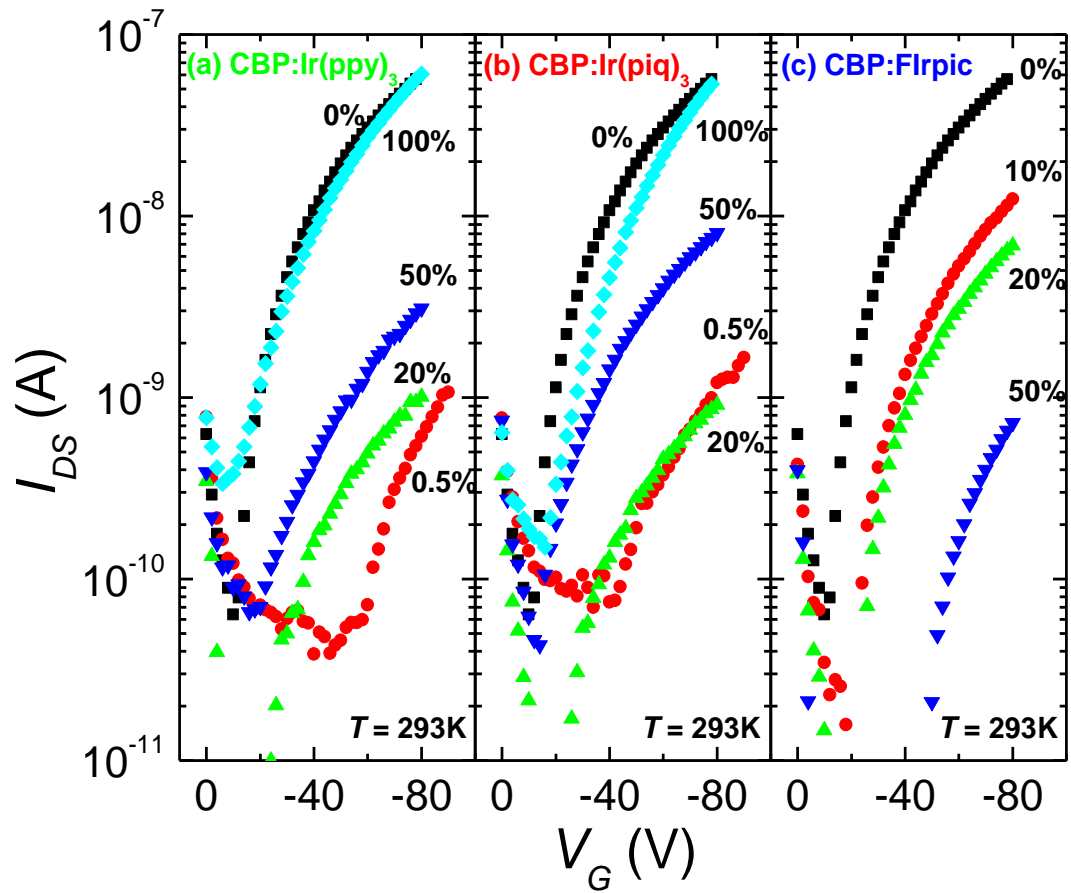 10⁻⁷
10⁻⁸
10⁻⁹
10⁻¹⁰
10⁻¹¹
I_DS (A)
(a) CBP:Ir(ppy)₃
0%
100%
50%
20%
0.5%
T = 293K
(b) CBP:Ir(piq)₃
0%
100%
50%
0.5%
20%
T = 293K
(c) CBP:FIrpic
0%
10%
20%
50%
T = 293K
0 -40 -80 0 -40 -80 0 -40 -80
V_G (V)